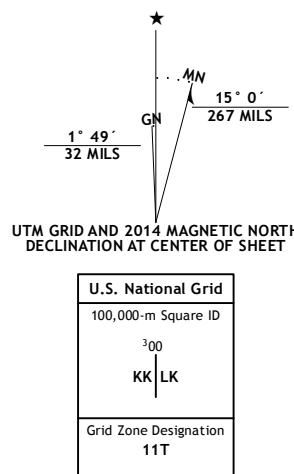 ★
MN
GN
15° 0´
267 MILS
1° 49´
32 MILS
UTM GRID AND 2014 MAGNETIC NORTH
DECLINATION AT CENTER OF SHEET
U.S. National Grid
100,000-m Square ID
³00
KK LK
Grid Zone Designation
11T